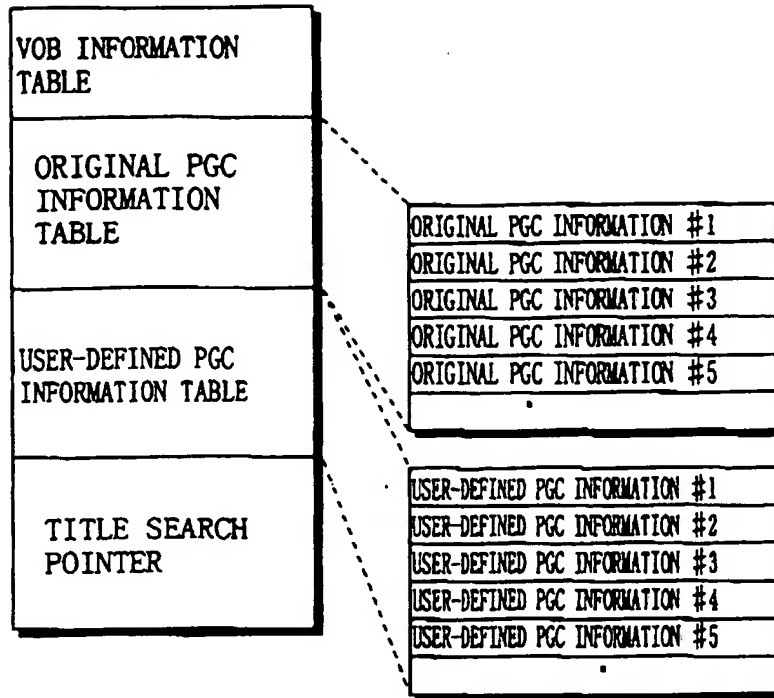 VOB INFORMATION
TABLE
ORIGINAL PGC
INFORMATION
TABLE
USER-DEFINED PGC
INFORMATION TABLE
TITLE SEARCH
POINTER
ORIGINAL PGC INFORMATION #1
ORIGINAL PGC INFORMATION #2
ORIGINAL PGC INFORMATION #3
ORIGINAL PGC INFORMATION #4
ORIGINAL PGC INFORMATION #5
USER-DEFINED PGC INFORMATION #1
USER-DEFINED PGC INFORMATION #2
USER-DEFINED PGC INFORMATION #3
USER-DEFINED PGC INFORMATION #4
USER-DEFINED PGC INFORMATION #5